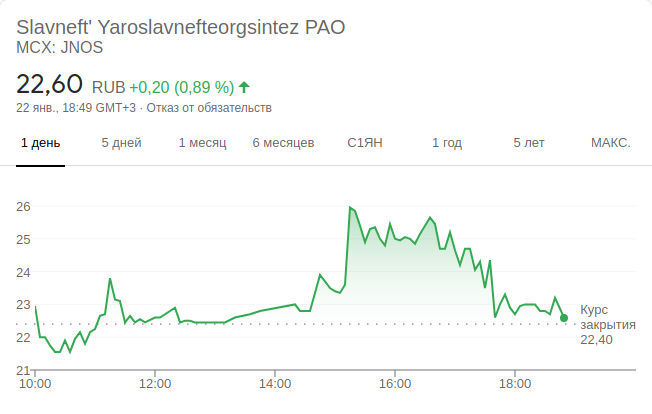 Slavneft' Yaroslavnefteorgsintez PAO
MCX: JNOS
22,60 RUB +0,20 (0,89 %)
22 янв., 18:49 GMT+3 · Отказ от обязательств
1 день 5 дней 1 месяц 6 месяцев С1ЯН 1 год 5 лет МАКС.
26
25
24
23
22
21
Курс
закрытия
22,40
10:00 12:00 14:00 16:00 18:00